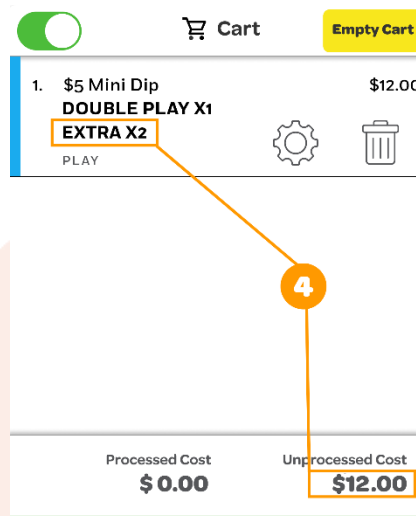 Cart
Empty Cart
1. $5 Mini Dip $12.00
DOUBLE PLAY X1
EXTRA X2
PLAY
4
Processed Cost Unprocessed Cost
$0.00 $12.00